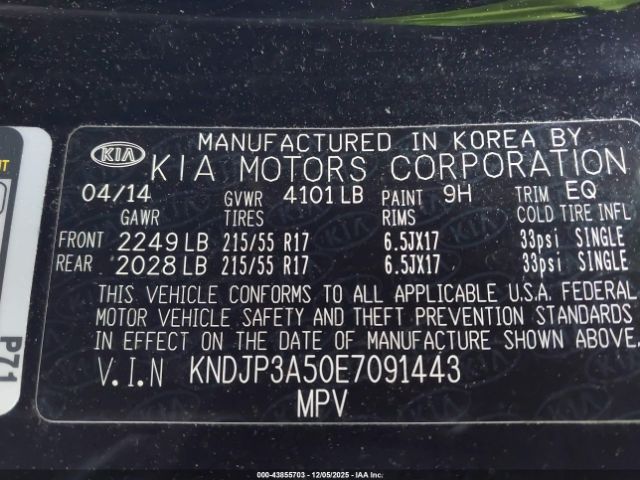 MANUFACTURED IN KOREA BY
KIA KIA MOTORS CORPORATION
04/14 GVWR 4101 LB PAINT 9H TRIM EQ
GAWR TIRES RIMS COLD TIRE INFL
FRONT 2249 LB 215/55 R17 6.5JX17 33psi SINGLE
REAR 2028 LB 215/55 R17 6.5JX17 33psi SINGLE
THIS VEHICLE CONFORMS TO ALL APPLICABLE U.S.A. FEDERAL
MOTOR VEHICLE SAFETY AND THEFT PREVENTION STANDARDS
IN EFFECT ON THE DATE OF MANUFACTURE SHOWN ABOVE.
V.I.N KNDJP3A50E7091443
MPV
P71
000-43855703 - 12/05/2025 - IAA Inc.